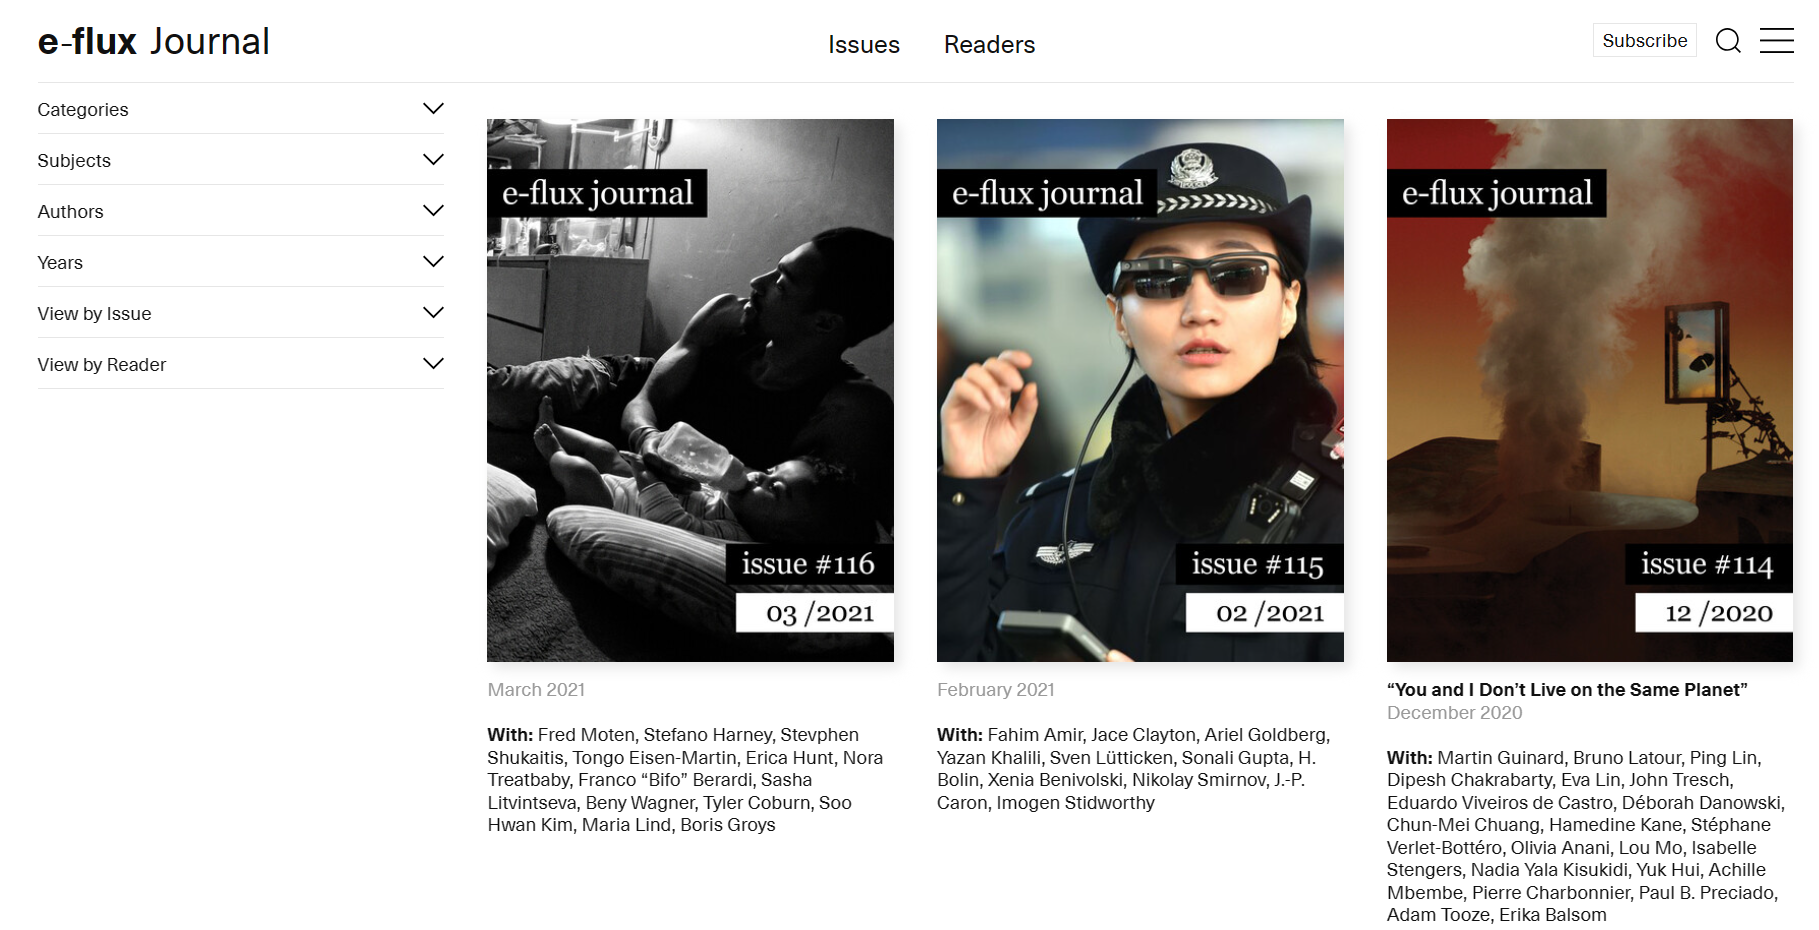 e-flux Journal
Issues
Readers
Subscribe
Categories
Subjects
Authors
Years
View by Issue
View by Reader
e-flux journal
issue #116
03 /2021
March 2021
With: Fred Moten, Stefano Harney, Stevphen
Shukaitis, Tongo Eisen-Martin, Erica Hunt, Nora
Treatbaby, Franco “Bifo” Berardi, Sasha
Litvintseva, Beny Wagner, Tyler Coburn, Soo
Hwan Kim, Maria Lind, Boris Groys
e-flux journal
issue #115
02 /2021
February 2021
With: Fahim Amir, Jace Clayton, Ariel Goldberg,
Yazan Khalili, Sven Lütticken, Sonali Gupta, H.
Bolin, Xenia Benivolski, Nikolay Smirnov, J.-P.
Caron, Imogen Stidworthy
e-flux journal
issue #114
12 /2020
“You and I Don’t Live on the Same Planet”
December 2020
With: Martin Guinard, Bruno Latour, Ping Lin,
Dipesh Chakrabarty, Eva Lin, John Tresch,
Eduardo Viveiros de Castro, Déborah Danowski,
Chun-Mei Chuang, Hamedine Kane, Stéphane
Verlet-Bottéro, Olivia Anani, Lou Mo, Isabelle
Stengers, Nadia Yala Kisukidi, Yuk Hui, Achille
Mbembe, Pierre Charbonnier, Paul B. Preciado,
Adam Tooze, Erika Balsom